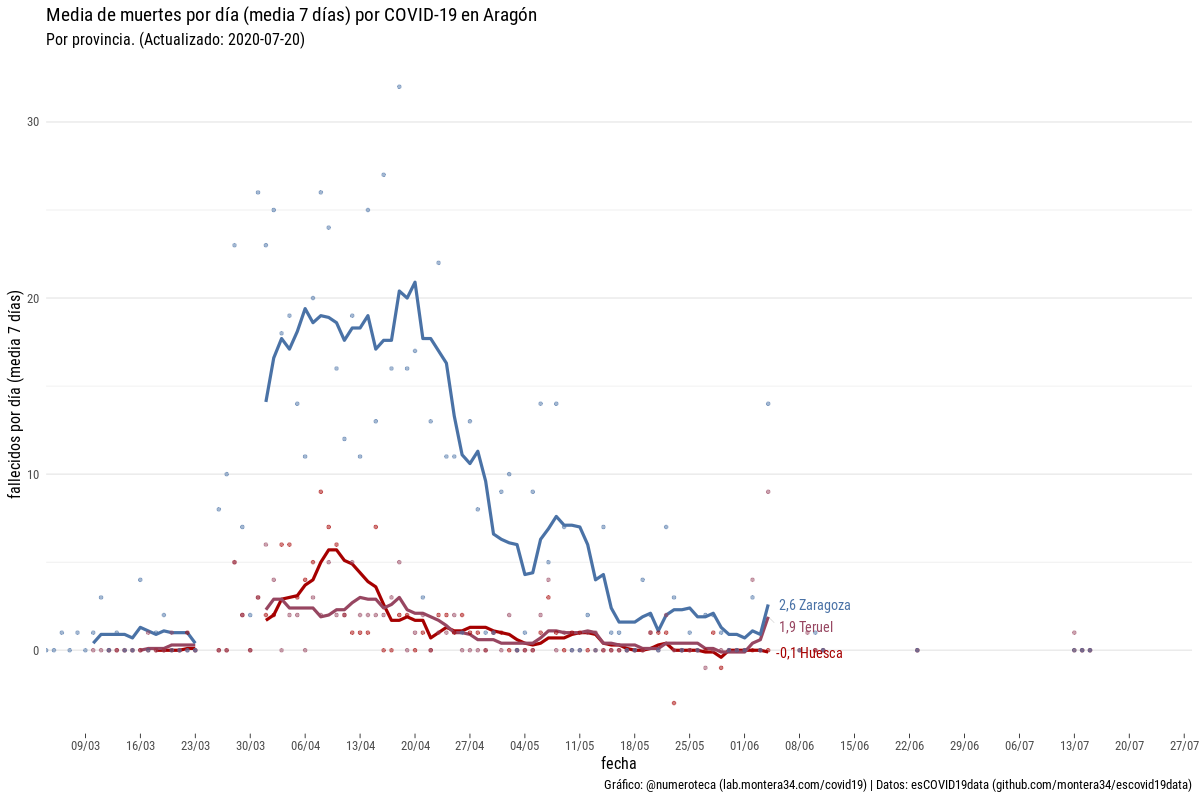 Media de muertes por día (media 7 días) por COVID-19 en Aragón
Por provincia. (Actualizado: 2020-07-20)
fallecidos por día (media 7 días)
30
20
10
0
2,6 Zaragoza
1,9 Teruel
-0,1 Huesca
09/03 16/03 23/03 30/03 06/04 13/04 20/04 27/04 04/05 11/05 18/05 25/05 01/06 08/06 15/06 22/06 29/06 06/07 13/07 20/07 27/07
fecha
Gráfico: @numeroteca (lab.montera34.com/covid19) | Datos: esCOVID19data (github.com/montera34/escovid19data)